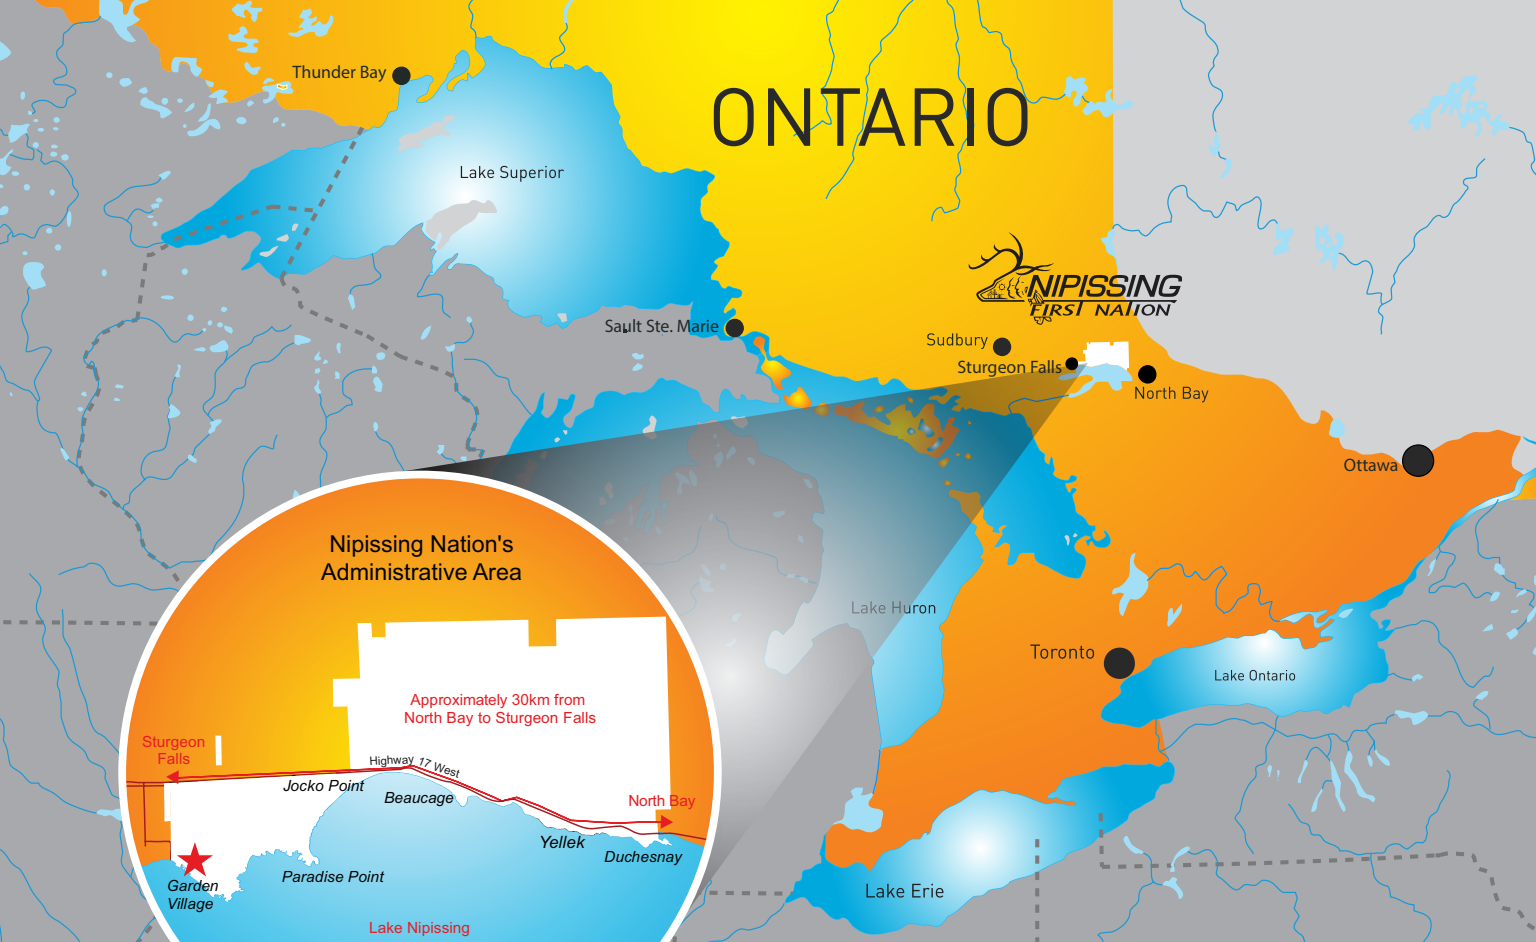 Thunder Bay
ONTARIO
Lake Superior
NIPISSING
FIRST NATION
Sault Ste. Marie
Sudbury
Sturgeon Falls
North Bay
Ottawa
Nipissing Nation's
Administrative Area
Lake Huron
Toronto
Lake Ontario
Approximately 30km from
North Bay to Sturgeon Falls
Sturgeon
Falls
Highway 17 West
Jocko Point
Beaucage
North Bay
Yellek
Duchesnay
Paradise Point
Garden
Village
Lake Erie
Lake Nipissing